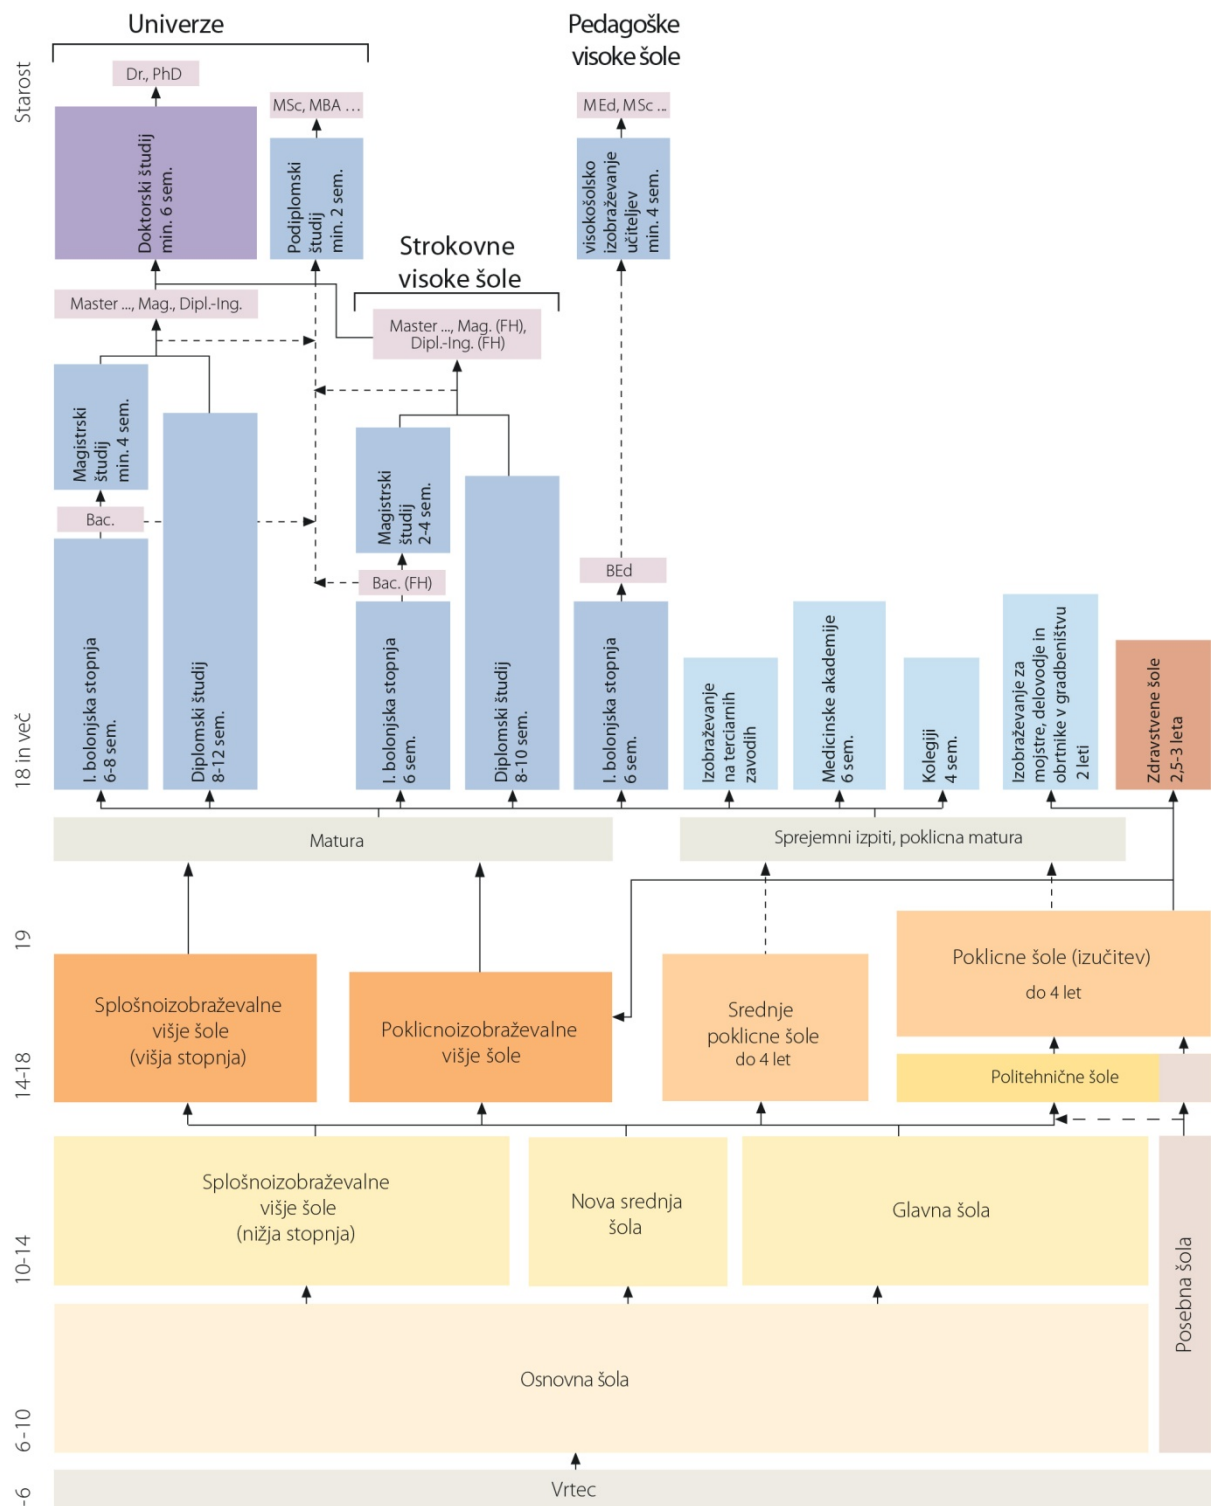 Univerze
Pedagoške
visoke šole
Starost
Dr., PhD
MSc, MBA ...
MEd, MSc ...
Doktorski študij
min. 6 sem.
Podiplomski
študij
min. 2 sem.
visokošolsko
izobraževanje
učiteljev
min. 4 sem.
Strokovne
visoke šole
Master ..., Mag., Dipl.-Ing.
Master ..., Mag. (FH),
Dipl.-Ing. (FH)
Magistrski
študij
min. 4 sem.
Magistrski
študij
2-4 sem.
Bac.
Bac. (FH)
BEd
18 in več
I. bolonjska stopnja
6-8 sem.
Diplomski študij
8-12 sem.
I. bolonjska stopnja
6 sem.
Diplomski študij
8-10 sem.
I. bolonjska stopnja
6 sem.
Izobraževanje
na terciarnih
zavodih
Medicinske akademije
6 sem.
Kolegiji
4 sem.
Izobraževanje za
mojstre, delovodje in
obrtnike v gradbeništvu
2 leti
Zdravstvene šole
2,5-3 leta
Matura
Sprejemni izpiti, poklicna matura
19
Splošnoizobraževalne
višje šole
(višja stopnja)
Poklicnoizobraževalne
višje šole
Srednje
poklicne šole
do 4 let
Poklicne šole (izučitev)
do 4 let
14-18
Politehnične šole
10-14
Splošnoizobraževalne
višje šole
(nižja stopnja)
Nova srednja
šola
Glavna šola
Posebna šola
6-10
Osnovna šola
-6
Vrtec